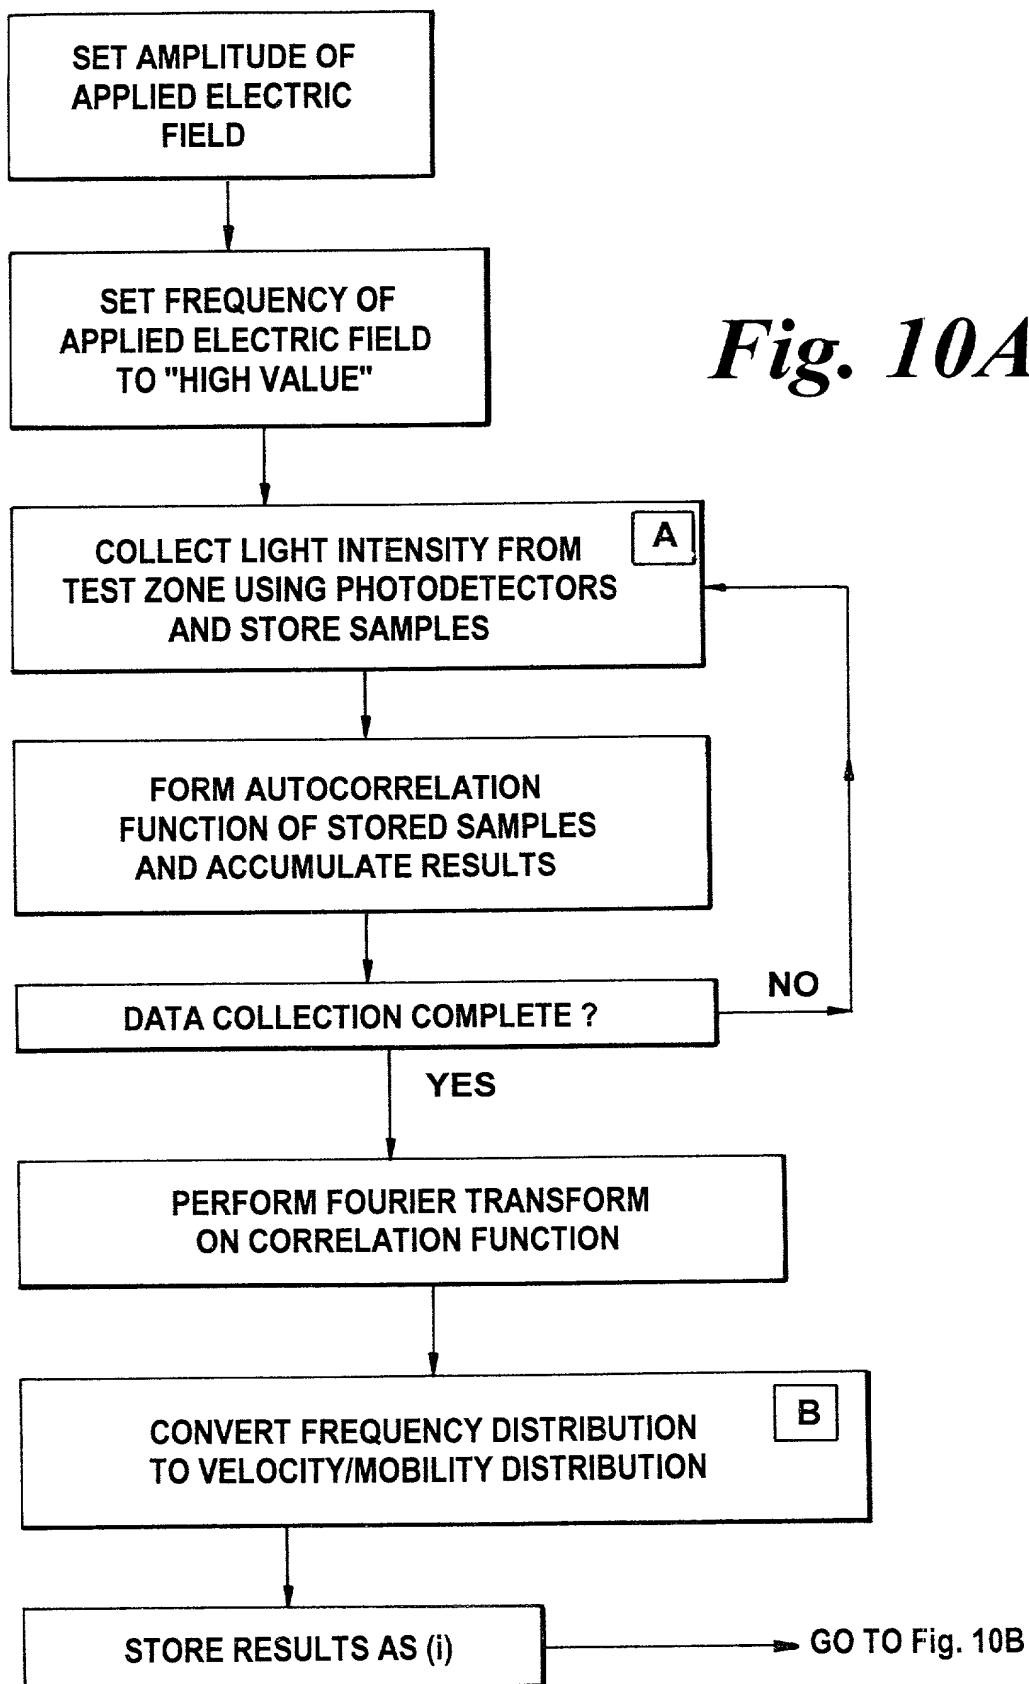 SET AMPLITUDE OF
APPLIED ELECTRIC
FIELD
SET FREQUENCY OF
APPLIED ELECTRIC FIELD
TO "HIGH VALUE"
Fig. 10A
A
COLLECT LIGHT INTENSITY FROM
TEST ZONE USING PHOTODETECTORS
AND STORE SAMPLES
FORM AUTOCORRELATION
FUNCTION OF STORED SAMPLES
AND ACCUMULATE RESULTS
DATA COLLECTION COMPLETE ?
NO
YES
PERFORM FOURIER TRANSFORM
ON CORRELATION FUNCTION
B
CONVERT FREQUENCY DISTRIBUTION
TO VELOCITY/MOBILITY DISTRIBUTION
STORE RESULTS AS (i)
GO TO Fig. 10B